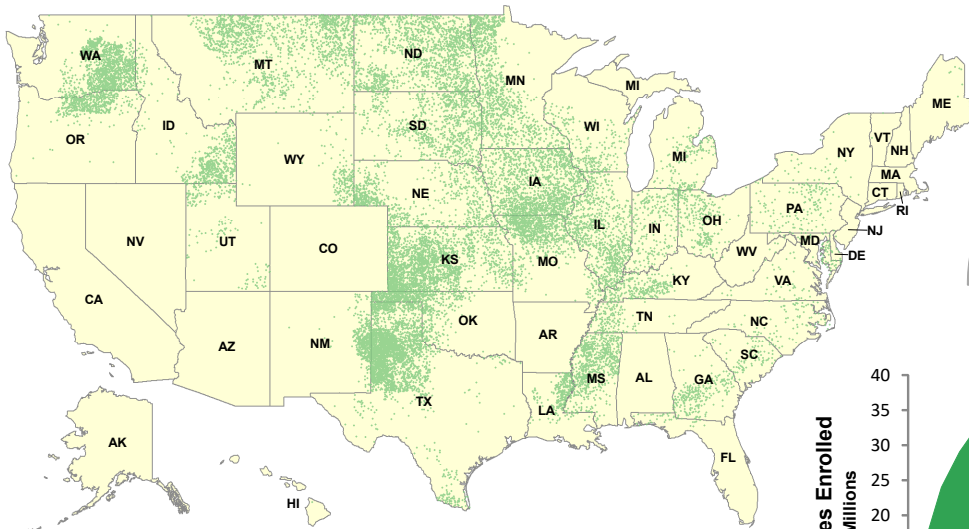 WA
MT
ND
MN
MI
ME
OR
ID
SD
WI
MI
NY
VT
NH
MA
CT
RI
WY
NE
IA
PA
NJ
NV
UT
CO
KS
MO
IL
IN
OH
WV
MD
DE
VA
KY
CA
AZ
NM
OK
AR
TN
NC
SC
TX
LA
MS
AL
GA
FL
AK
HI
es Enrolled
Millions
40
35
30
25
20